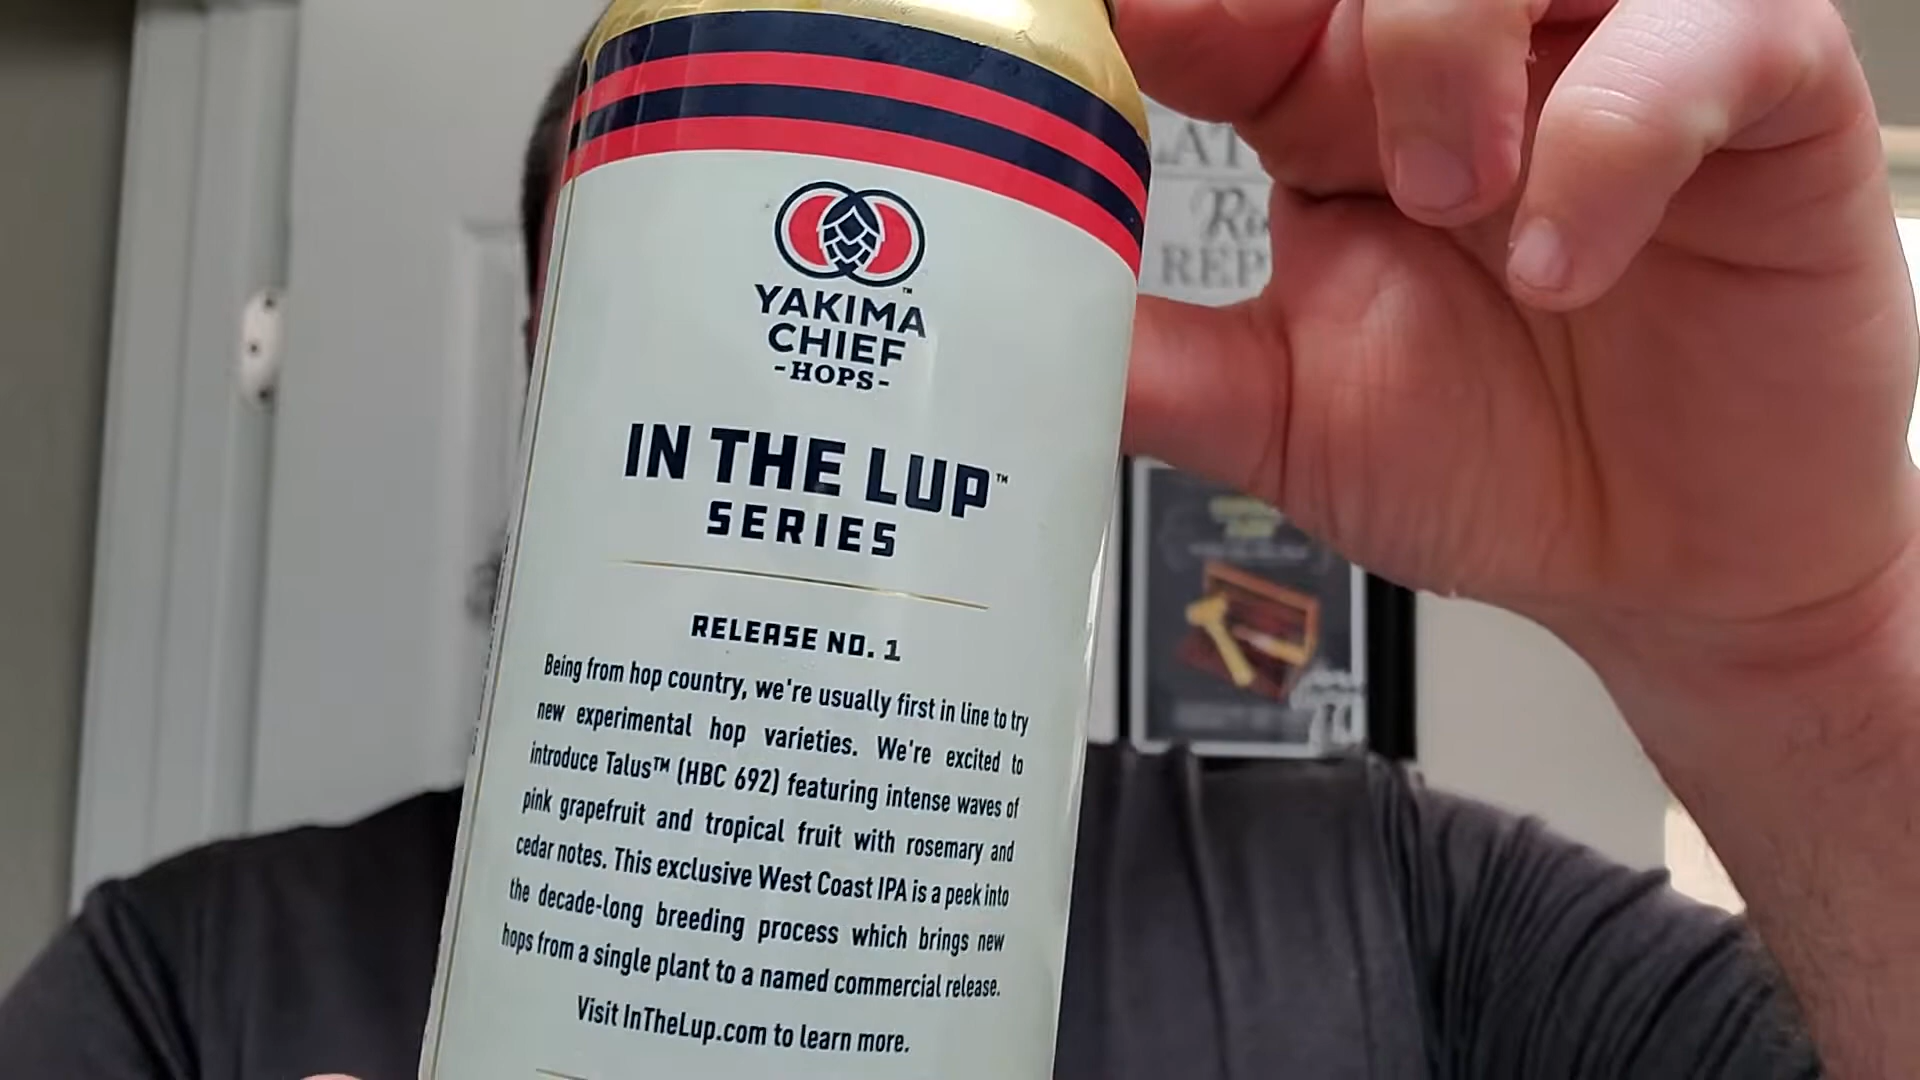 YAKIMA
CHIEF
-HOPS-
IN THE LUP™
SERIES
RELEASE NO. 1
Being from hop country, we're usually first in line to try
new experimental hop varieties. We're excited to
introduce Talus™ (HBC 692) featuring intense waves of
pink grapefruit and tropical fruit with rosemary and
cedar notes. This exclusive West Coast IPA is a peek into
the decade-long breeding process which brings new
hops from a single plant to a named commercial release.
Visit InTheLup.com to learn more.